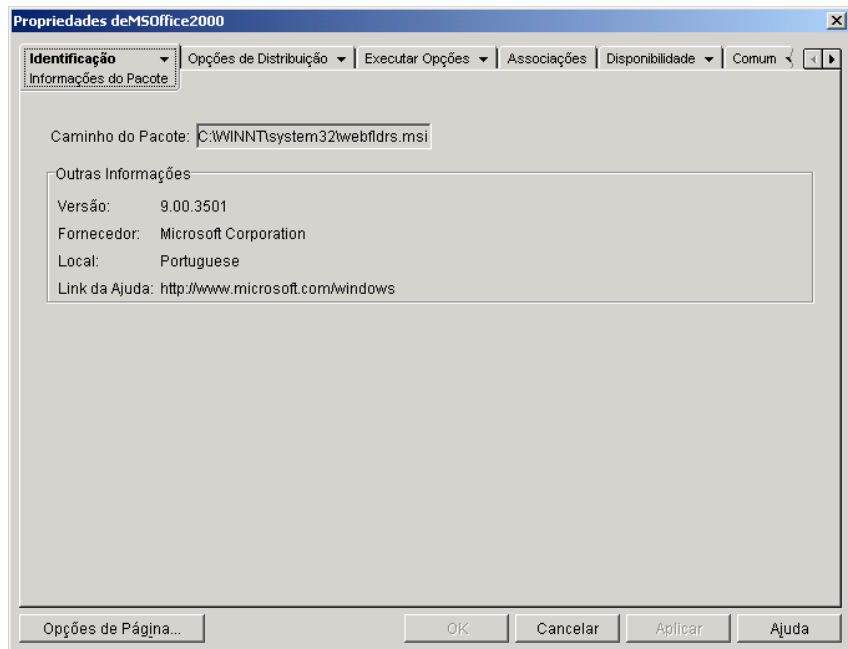 Propriedades deMSOffice2000
Identificação Opções de Distribuição Executar Opções Associações Disponibilidade Comum
Informações do Pacote
Caminho do Pacote: C:\WINNT\system32\webfldrs.msi
Outras Informações
Versão: 9.00.3501
Fornecedor: Microsoft Corporation
Local: Portuguese
Link da Ajuda: http://www.microsoft.com/windows
Opções de Página... OK Cancelar Aplicar Ajuda